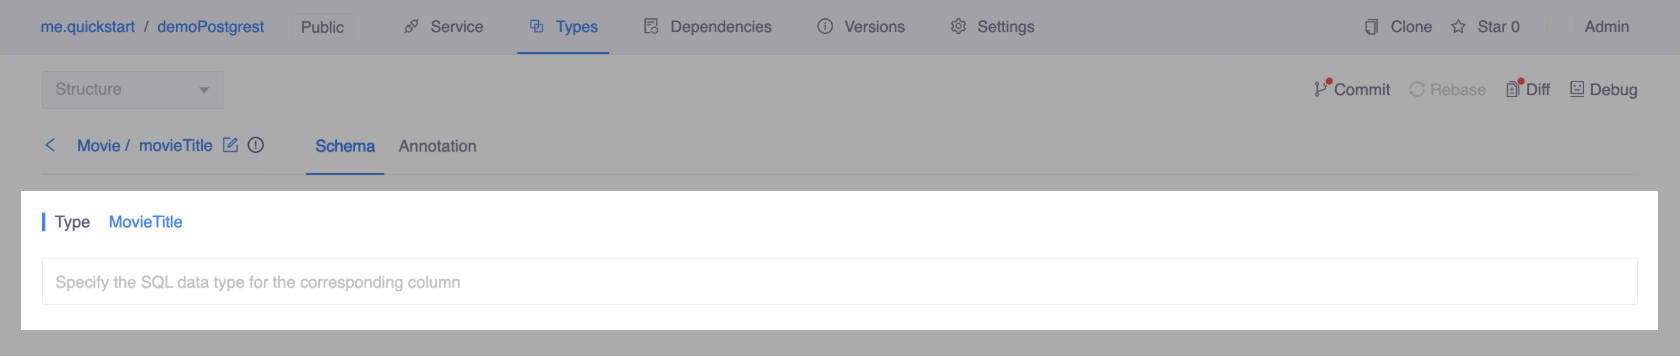 me.quickstart / demoPostgrest Public Service Types Dependencies Versions Settings Clone Star 0 Admin
Structure Commit Rebase Diff Debug
Movie / movieTitle Schema Annotation
Type MovieTitle
Specify the SQL data type for the corresponding column